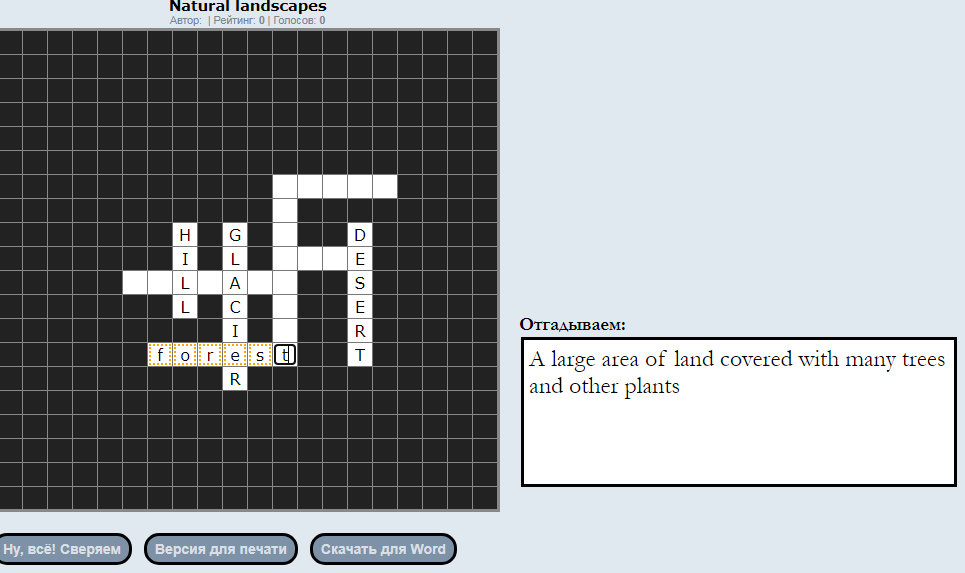 Natural landscapes
Автор: | Рейтинг: 0 | Голосов: 0
H G D
I L E
L A S
L C E
I R
f o r e s t T
R
Отгадываем:
A large area of land covered with many trees
and other plants
Ну, всё! Сверяем Версия для печати Скачать для Word